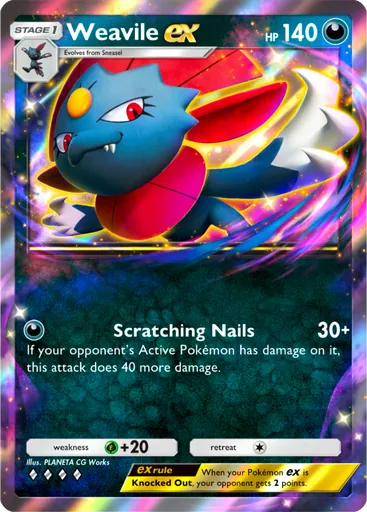 STAGE 1
Weavile ex
HP 140
Evolves from Sneasel
Scratching Nails 30+
If your opponent's Active Pokémon has damage on it,
this attack does 40 more damage.
weakness +20 retreat
Illus. PLANETA CG Works
ex rule
When your Pokémon ex is
Knocked Out, your opponent gets 2 points.